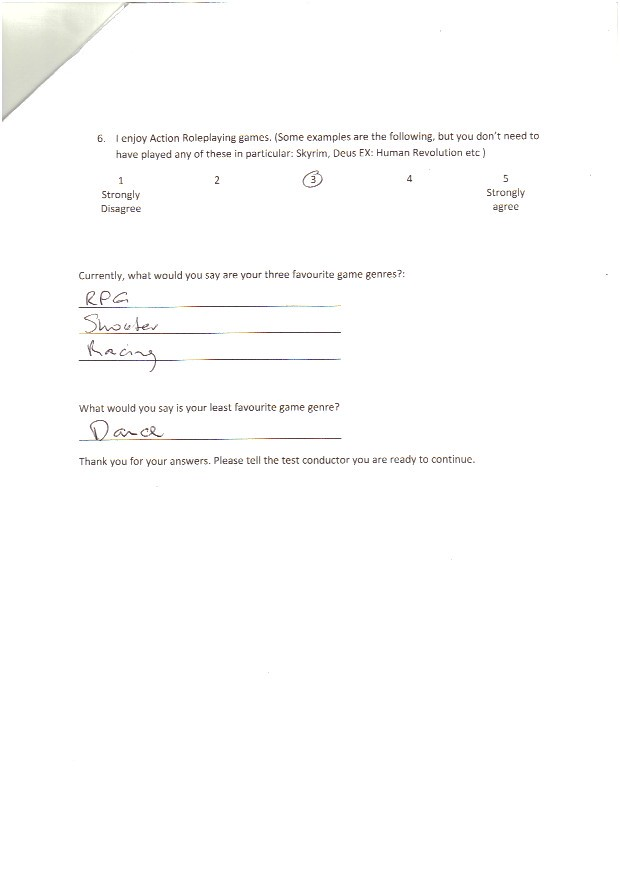 6. I enjoy Action Roleplaying games. (Some examples are the following, but you don't need to
have played any of these in particular: Skyrim, Deus EX: Human Revolution etc )
1 2 3 4 5
Strongly Strongly
Disagree agree
Currently, what would you say are your three favourite game genres?:
RPG
Shooter
Racing
What would you say is your least favourite game genre?
Dance
Thank you for your answers. Please tell the test conductor you are ready to continue.